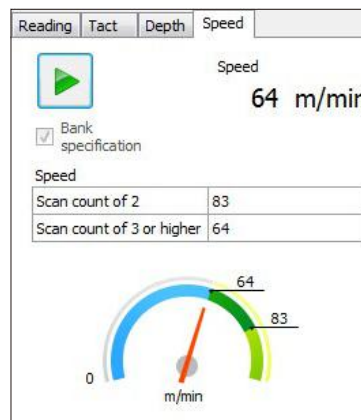 Reading Tact Depth Speed
Speed
64 m/min
Bank
specification
Speed
Scan count of 2 83
Scan count of 3 or higher 64
64
83
0
m/min